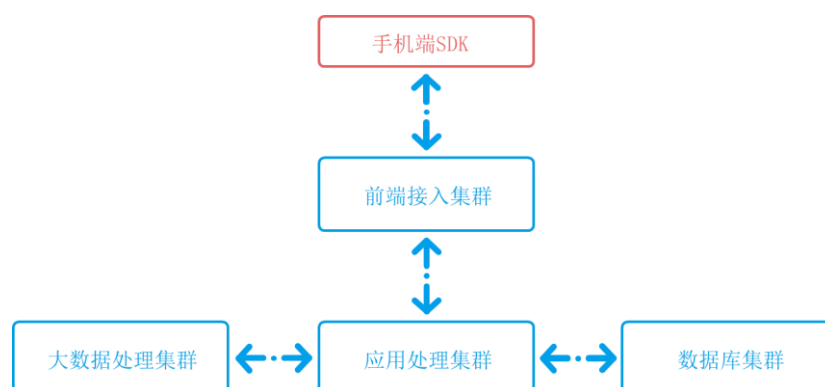 手机端SDK
前端接入集群
大数据处理集群
应用处理集群
数据库集群